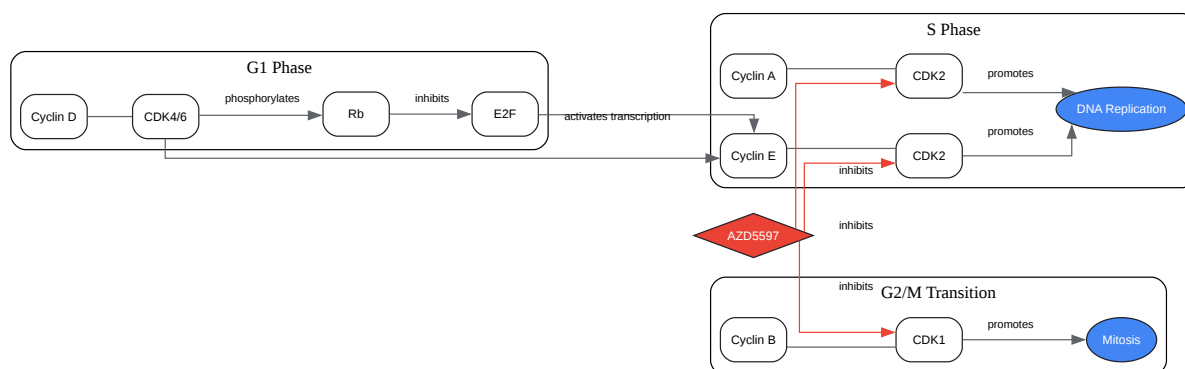 G1 Phase
Cyclin D
CDK4/6
phosphorylates
Rb
inhibits
E2F
activates transcription
S Phase
Cyclin A
CDK2
promotes
DNA Replication
Cyclin E
CDK2
promotes
inhibits
AZD5597
inhibits
inhibits
G2/M Transition
Cyclin B
CDK1
promotes
Mitosis